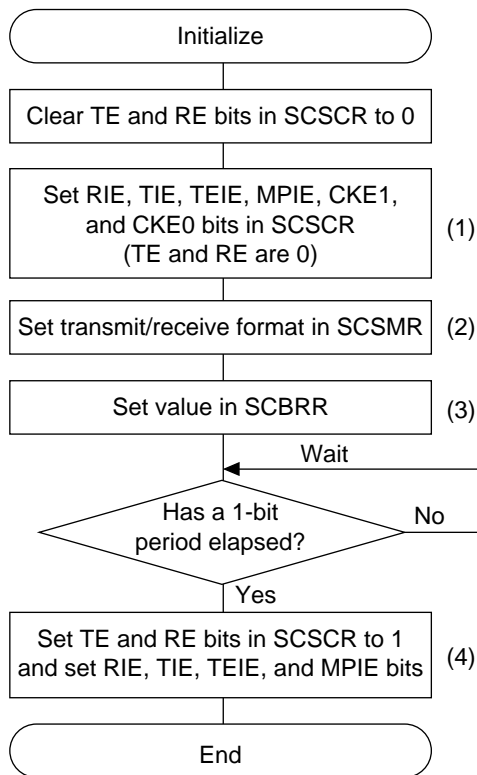 Initialize
Clear TE and RE bits in SCSCR to 0
Set RIE, TIE, TEIE, MPIE, CKE1,
and CKE0 bits in SCSCR
(TE and RE are 0)
(1)
Set transmit/receive format in SCSMR
(2)
Set value in SCBRR
(3)
Wait
Has a 1-bit
period elapsed?
No
Yes
Set TE and RE bits in SCSCR to 1
and set RIE, TIE, TEIE, and MPIE bits
(4)
End